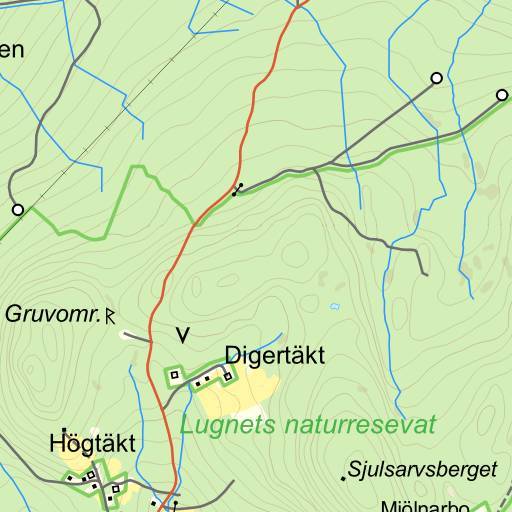 en
Gruvomr.
Digertäkt
Lugnets naturresevat
Högtäkt
Sjulsarvsberget
Mjölnarbo